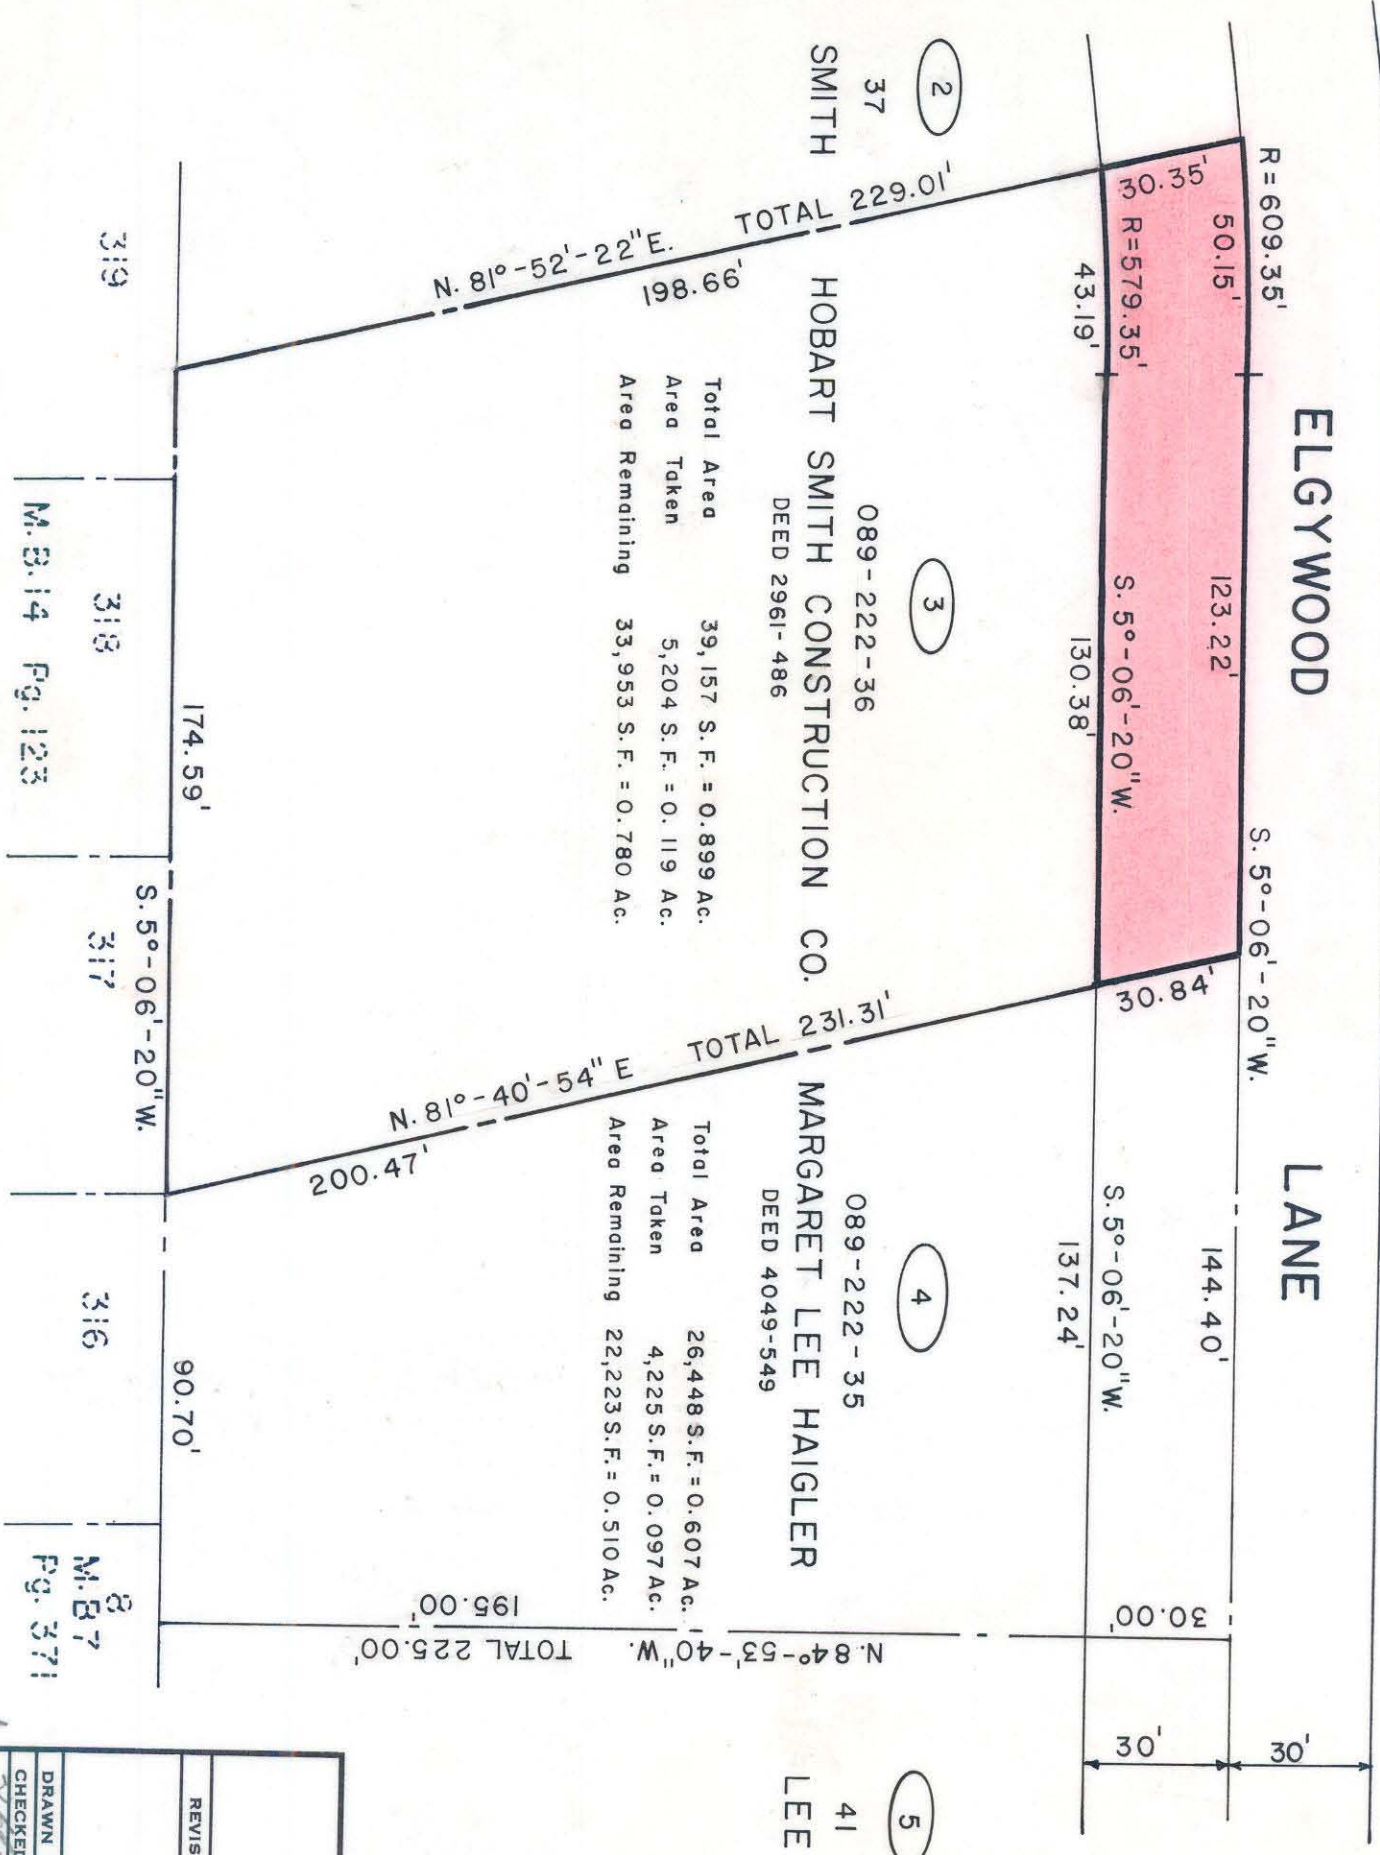 ELGYWOOD LANE
R=609.35'
S. 5°-06'-20"W.
50.15'
123.22'
144.40'
30.00'
30'
30'
30.35'
R=579.35'
S. 5°-06'-20"W.
30.84'
S. 5°-06'-20"W.
43.19'
130.38'
137.24'
2
37
SMITH
3
089-222-36
HOBART SMITH CONSTRUCTION CO.
DEED 2961-486
Total Area 39,157 S.F. = 0.899 Ac.
Area Taken 5,204 S.F. = 0.119 Ac.
Area Remaining 33,953 S.F. = 0.780 Ac.
4
089-222-35
MARGARET LEE HAIGLER
DEED 4049-549
Total Area 26,448 S.F. = 0.607 Ac.
Area Taken 4,225 S.F. = 0.097 Ac.
Area Remaining 22,223 S.F. = 0.510 Ac.
5
41
LEE
N. 81°-52'-22"E. TOTAL 229.01'
198.66'
N. 81°-40'-54" E TOTAL 231.31'
200.47'
N. 84°-53'-40"W. TOTAL 225.00'
195.00'
174.59'
90.70'
S. 5°-06'-20"W.
319
318
317
316
8
M.B. 14 Pg. 123
M.B7
Pg. 371
REVIS
DRAWN
CHECKED